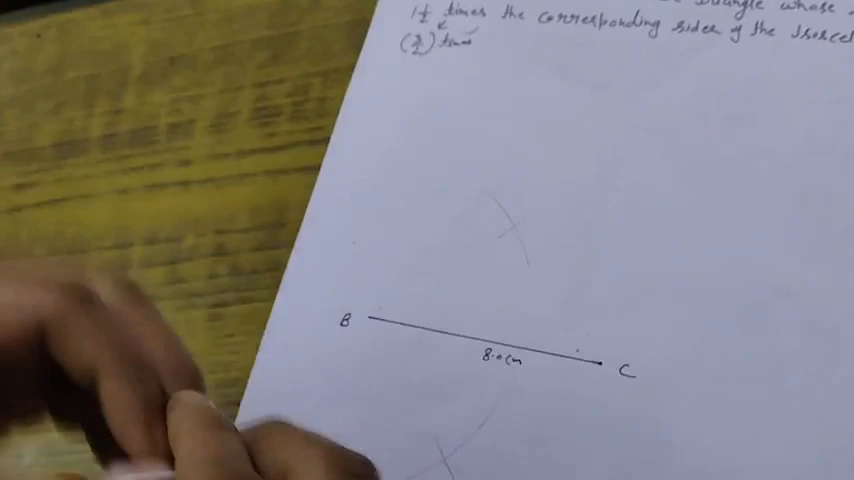 triangle whose
1½ times the corresponding sides of the Isoscel
(3/2) times
B
8.0cm
C